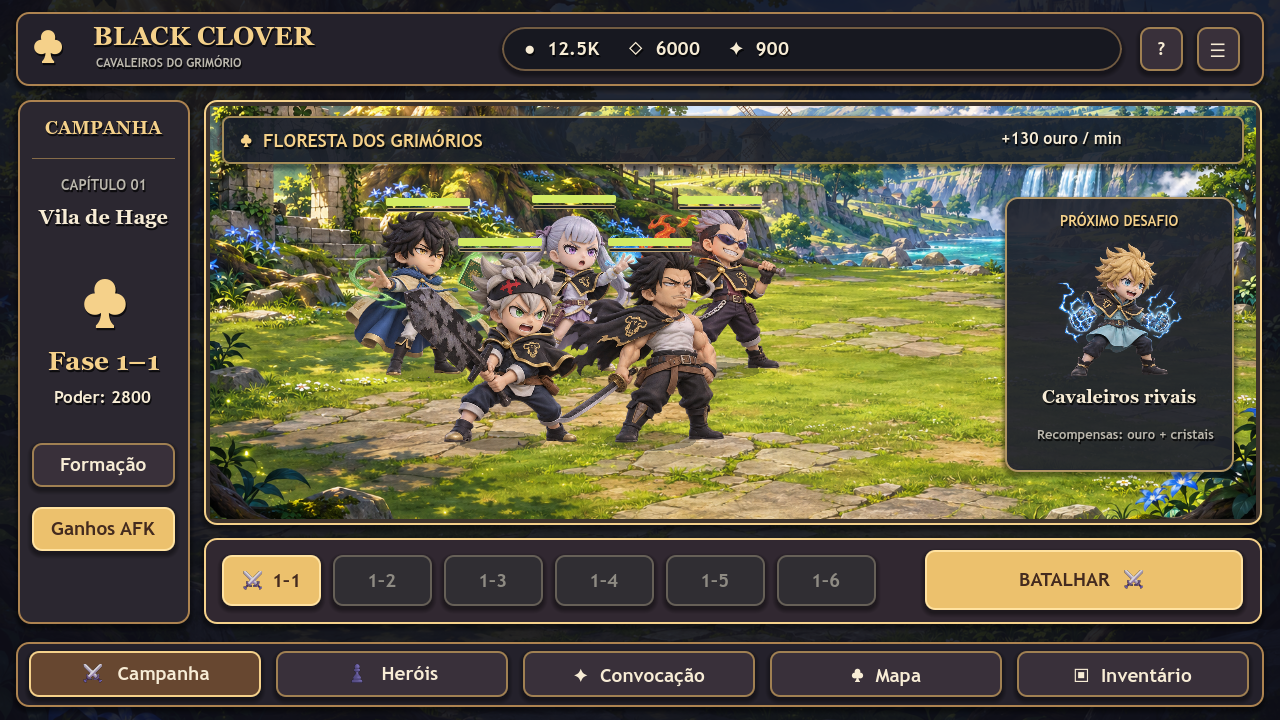 BLACK CLOVER
CAVALEIROS DO GRIMÓRIO
● 12.5K ◇ 6000 ✦ 900
? ☰
CAMPANHA
CAPÍTULO 01
Vila de Hage
♣
Fase 1–1
Poder: 2800
Formação
Ganhos AFK
♣ FLORESTA DOS GRIMÓRIOS
+130 ouro / min
PRÓXIMO DESAFIO
Cavaleiros rivais
Recompensas: ouro + cristais
⚔ 1–1
1–2
1–3
1–4
1–5
1–6
BATALHAR ⚔
⚔ Campanha
♟ Heróis
✦ Convocação
♣ Mapa
▣ Inventário